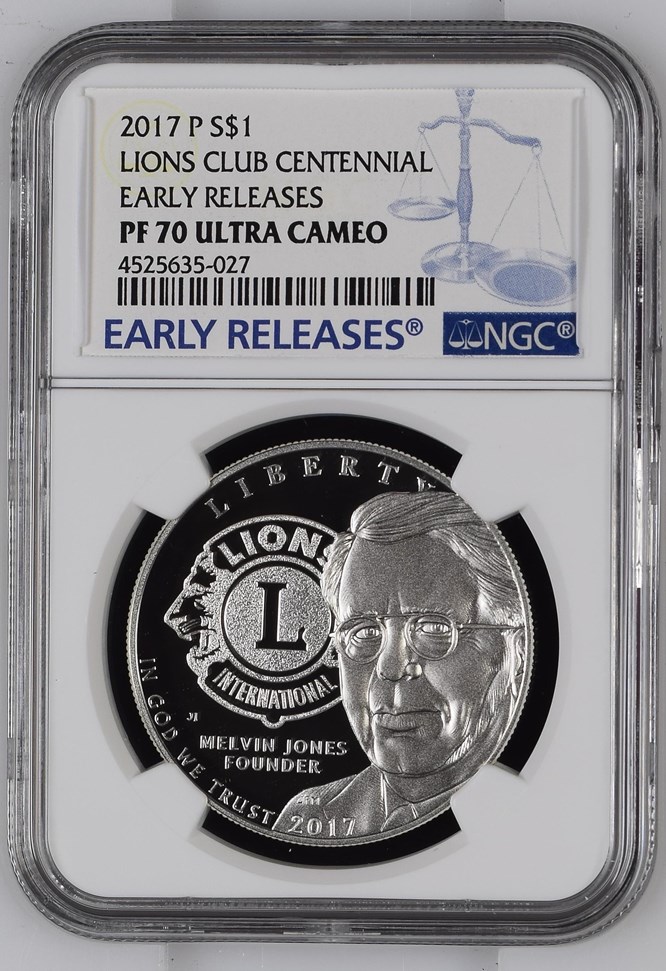 2017 P S$1
LIONS CLUB CENTENNIAL
EARLY RELEASES
PF 70 ULTRA CAMEO
4525635-027
EARLY RELEASES®
NGC®
LIBERTY
LIONS
L
INTERNATIONAL
MELVIN JONES
FOUNDER
IN GOD WE TRUST
2017